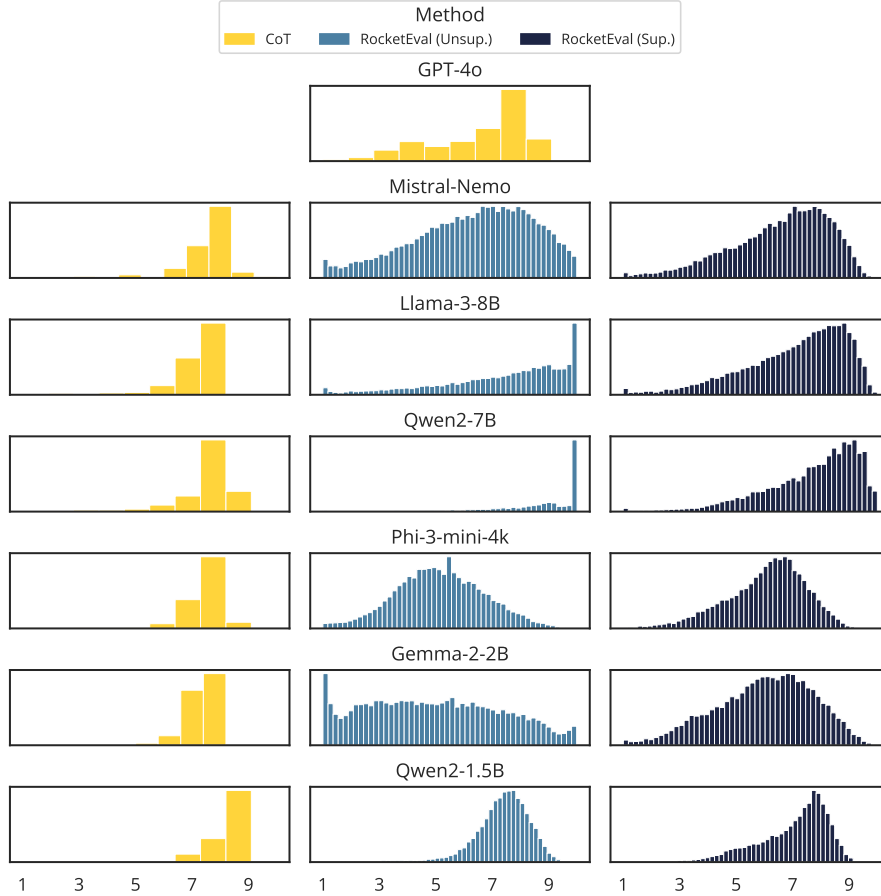 Method
CoT RocketEval (Unsup.) RocketEval (Sup.)
GPT-4o
Mistral-Nemo
Llama-3-8B
Qwen2-7B
Phi-3-mini-4k
Gemma-2-2B
Qwen2-1.5B
1 3 5 7 9 1 3 5 7 9 1 3 5 7 9